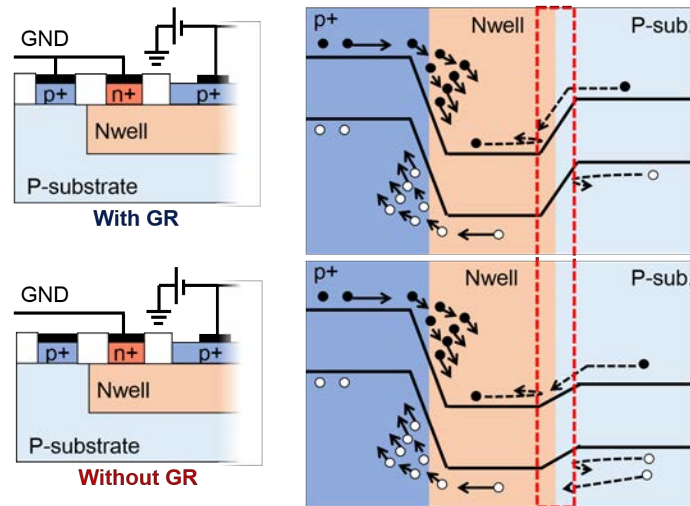 GND
p+
n+
p+
Nwell
P-substrate
With GR
p+
Nwell
P-sub.
GND
p+
n+
p+
Nwell
P-substrate
Without GR
p+
Nwell
P-sub.